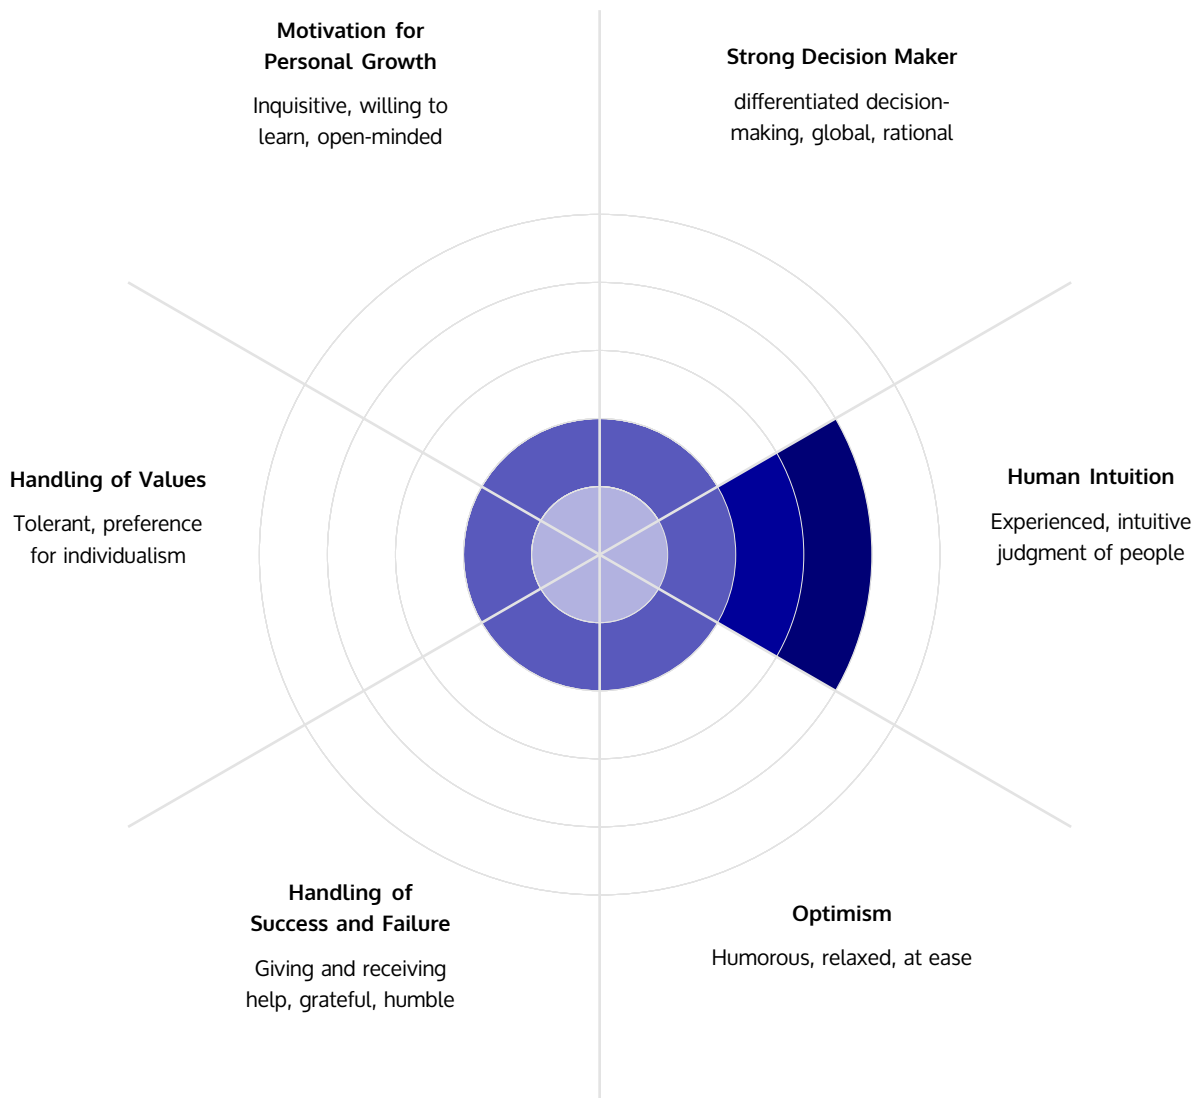 Motivation for
Personal Growth
Inquisitive, willing to
learn, open-minded
Strong Decision Maker
differentiated decision-
making, global, rational
Handling of Values
Tolerant, preference
for individualism
Human Intuition
Experienced, intuitive
judgment of people
Handling of
Success and Failure
Giving and receiving
help, grateful, humble
Optimism
Humorous, relaxed, at ease